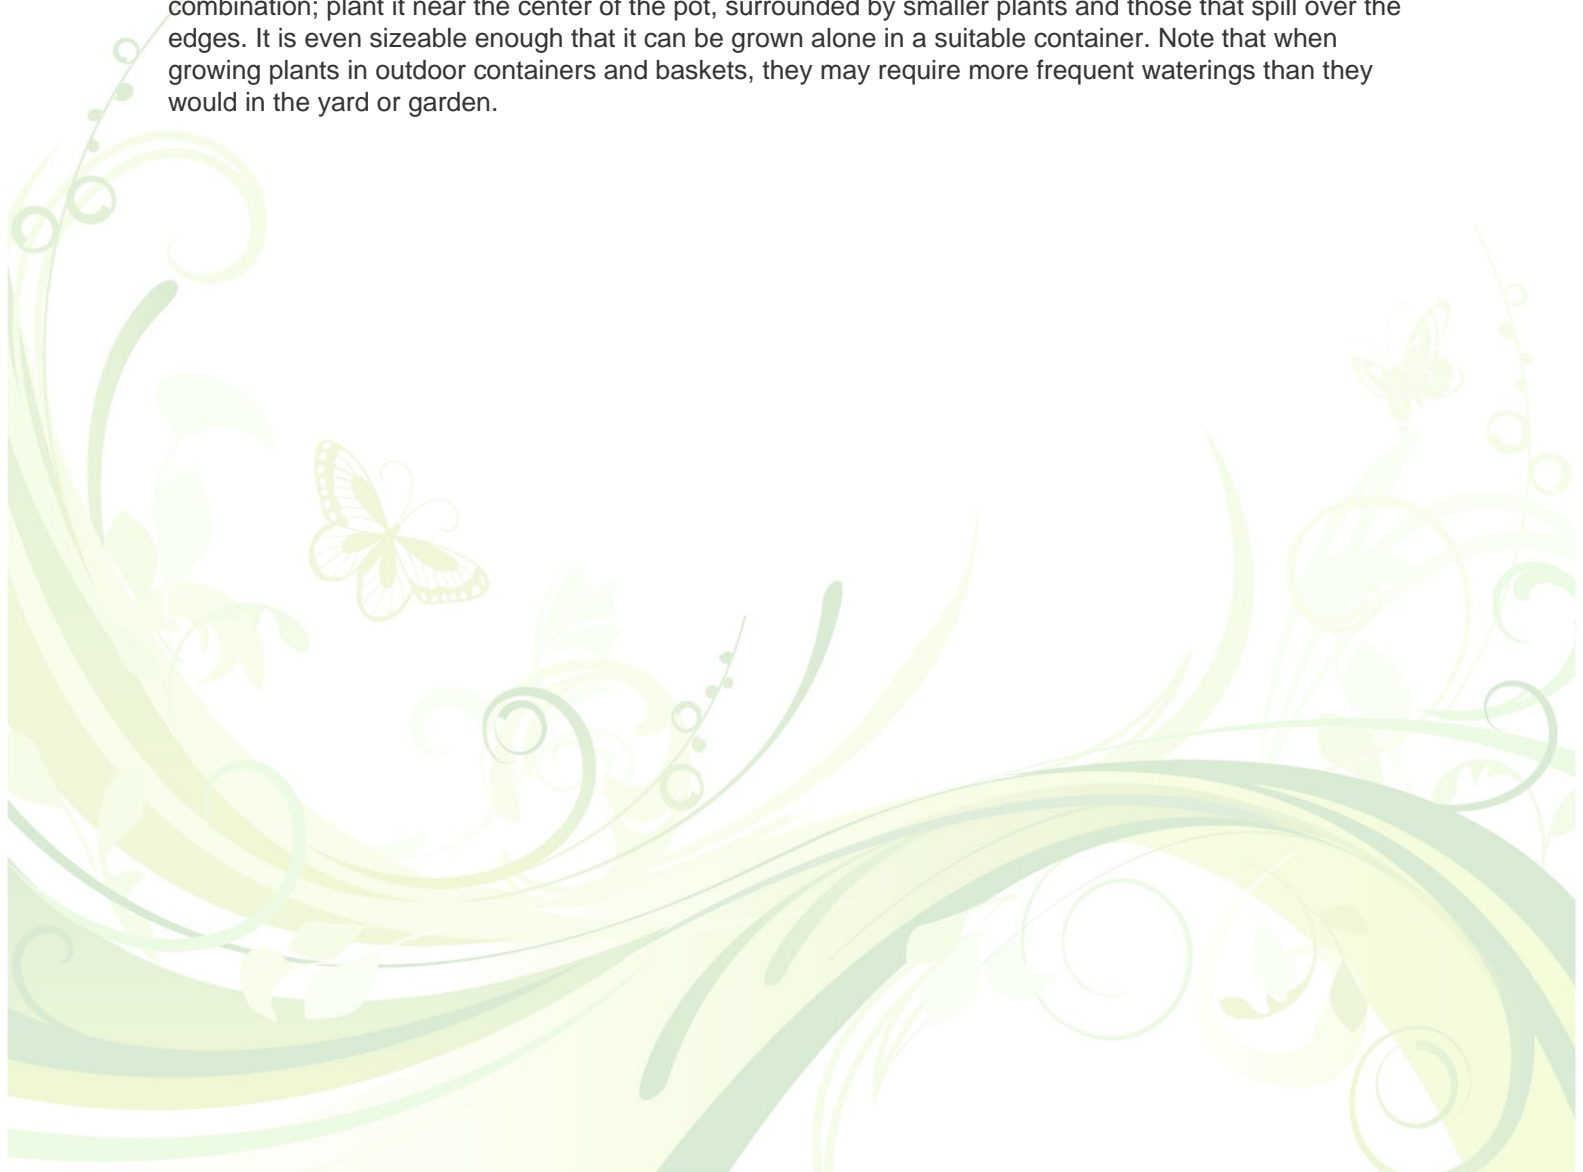 combination; plant it near the center of the pot, surrounded by smaller plants and those that spill over the
edges. It is even sizeable enough that it can be grown alone in a suitable container. Note that when
growing plants in outdoor containers and baskets, they may require more frequent waterings than they
would in the yard or garden.